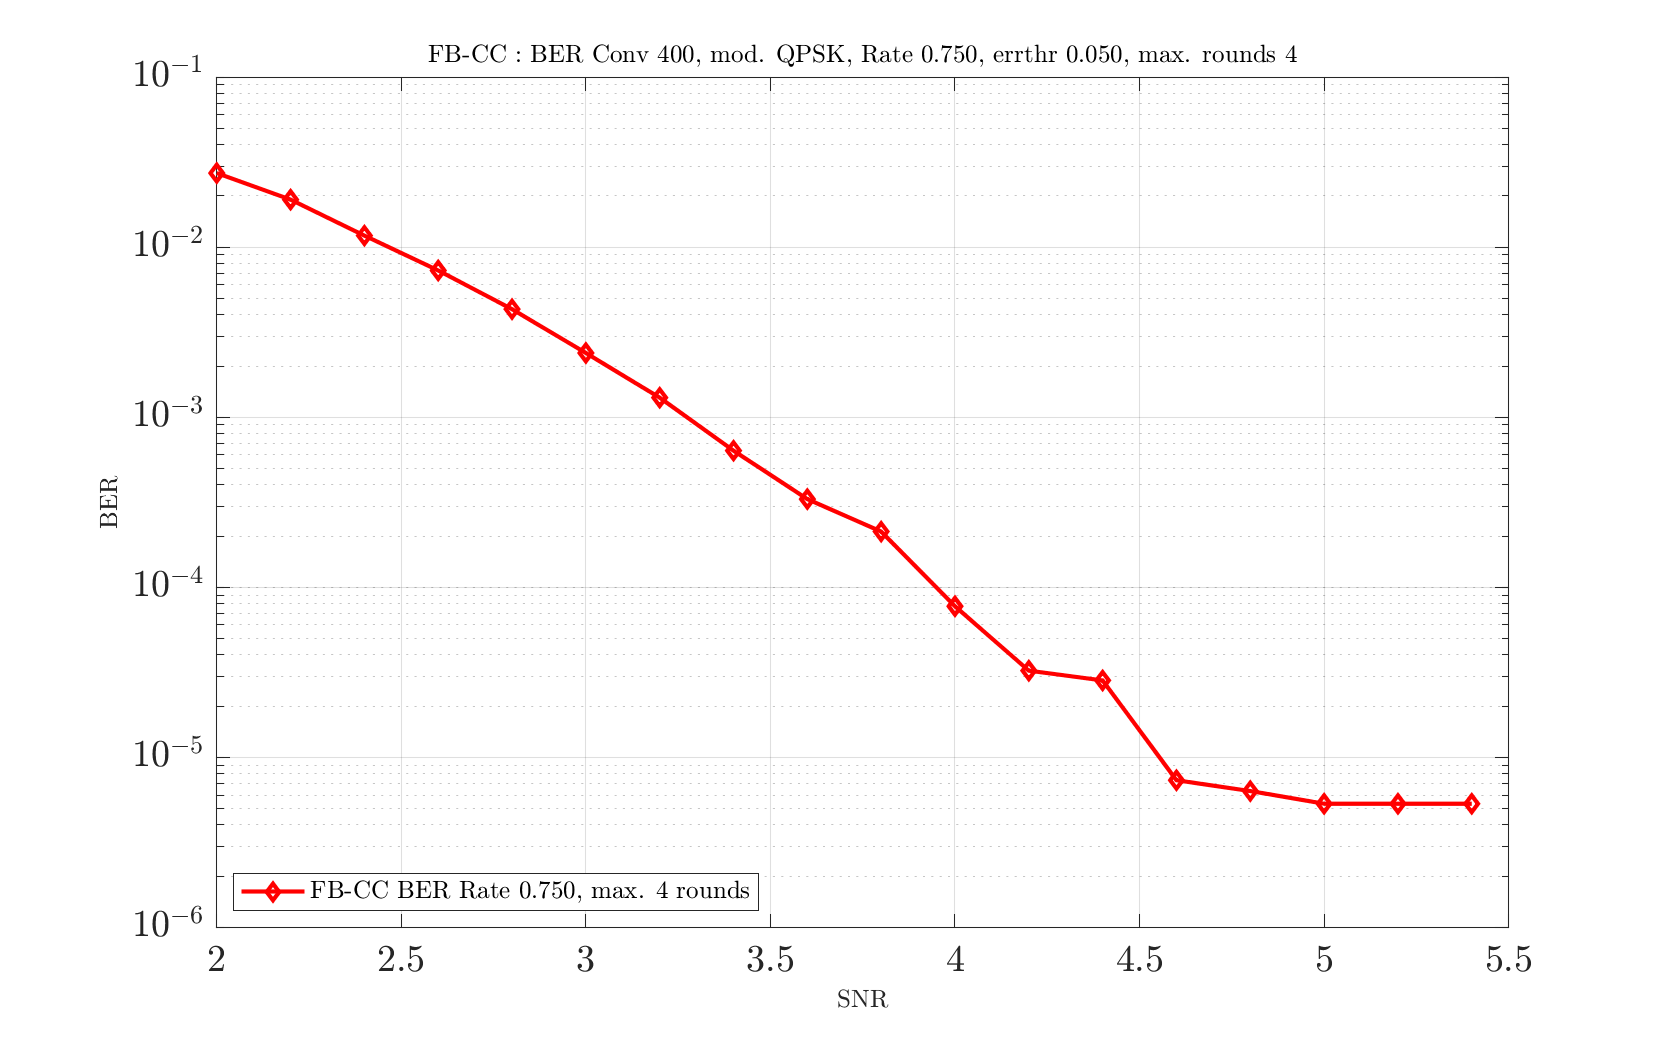 FB-CC : BER Conv 400, mod. QPSK, Rate 0.750, errthr 0.050, max. rounds 4
10^{-1}
10^{-2}
10^{-3}
10^{-4}
10^{-5}
10^{-6}
BER
FB-CC BER Rate 0.750, max. 4 rounds
2 2.5 3 3.5 4 4.5 5 5.5
SNR